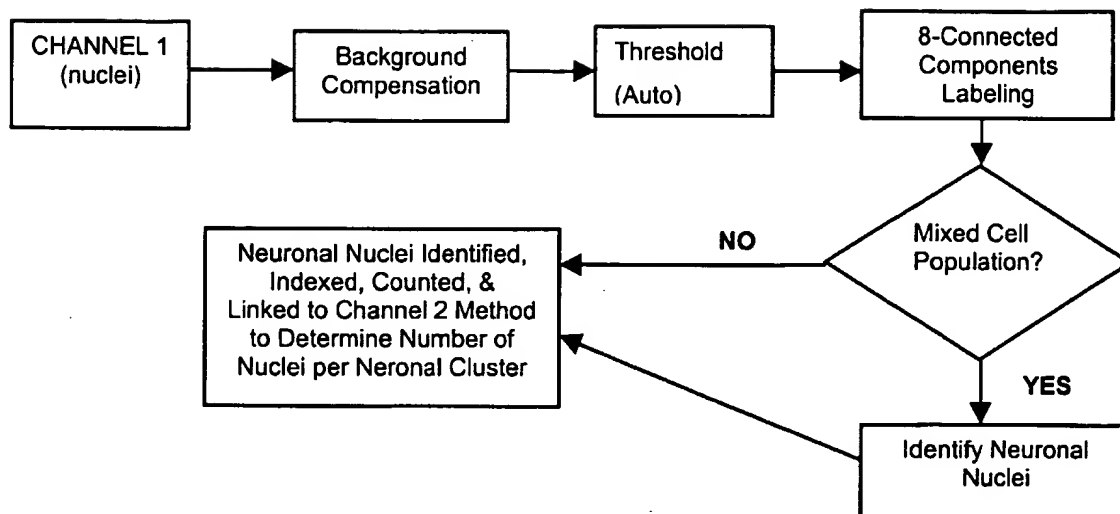 CHANNEL 1
(nuclei)
Background
Compensation
Threshold
(Auto)
8-Connected
Components
Labeling
Mixed Cell
Population?
NO
YES
Neuronal Nuclei Identified,
Indexed, Counted, &
Linked to Channel 2 Method
to Determine Number of
Nuclei per Neronal Cluster
Identify Neuronal
Nuclei